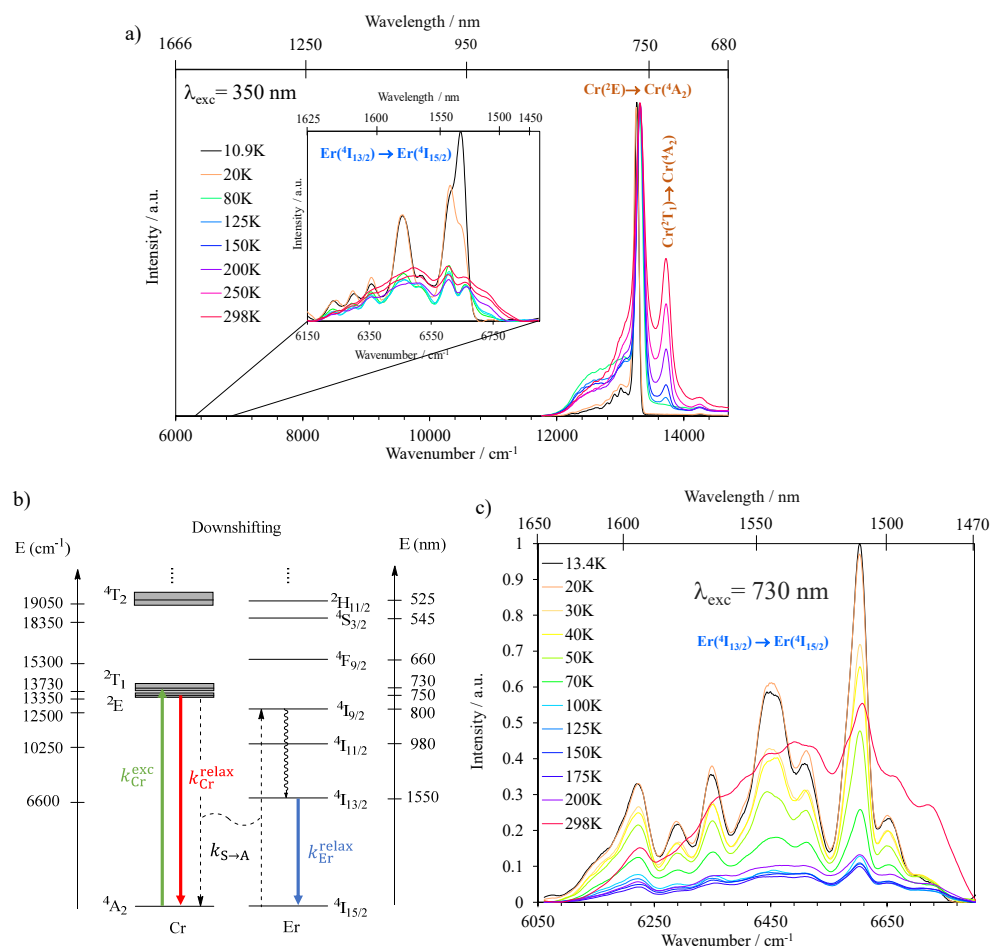 a)
Wavelength / nm
1666 1250 950 750 680
λexc= 350 nm
Cr(²E)→Cr(⁴A₂)
Cr(²T₁)→Cr(⁴A₂)
Intensity / a.u.
10.9K
20K
80K
125K
150K
200K
250K
298K
Wavelength / nm
1625 1600 1550 1500 1450
Er(⁴I13/2)→Er(⁴I15/2)
Intensity / a.u.
6150 6350 6550 6750
Wavenumber / cm⁻¹
6000 8000 10000 12000 14000
Wavenumber / cm⁻¹
b)
Downshifting
E (cm⁻¹)
E (nm)
19050
18350
15300
13730
13350
12500
10250
6600
⁴T₂
²T₁
²E
⁴A₂
Cr
²H11/2
⁴S3/2
⁴F9/2
⁴I9/2
⁴I11/2
⁴I13/2
⁴I15/2
Er
525
545
660
730
750
800
980
1550
k_Cr^exc
k_Cr^relax
k_S→A
k_Er^relax
c)
Wavelength / nm
1650 1600 1550 1500 1470
λexc= 730 nm
Er(⁴I13/2)→Er(⁴I15/2)
Intensity / a.u.
1
0.9
0.8
0.7
0.6
0.5
0.4
0.3
0.2
0.1
0
13.4K
20K
30K
40K
50K
70K
100K
125K
150K
175K
200K
298K
6050 6250 6450 6650
Wavenumber / cm⁻¹